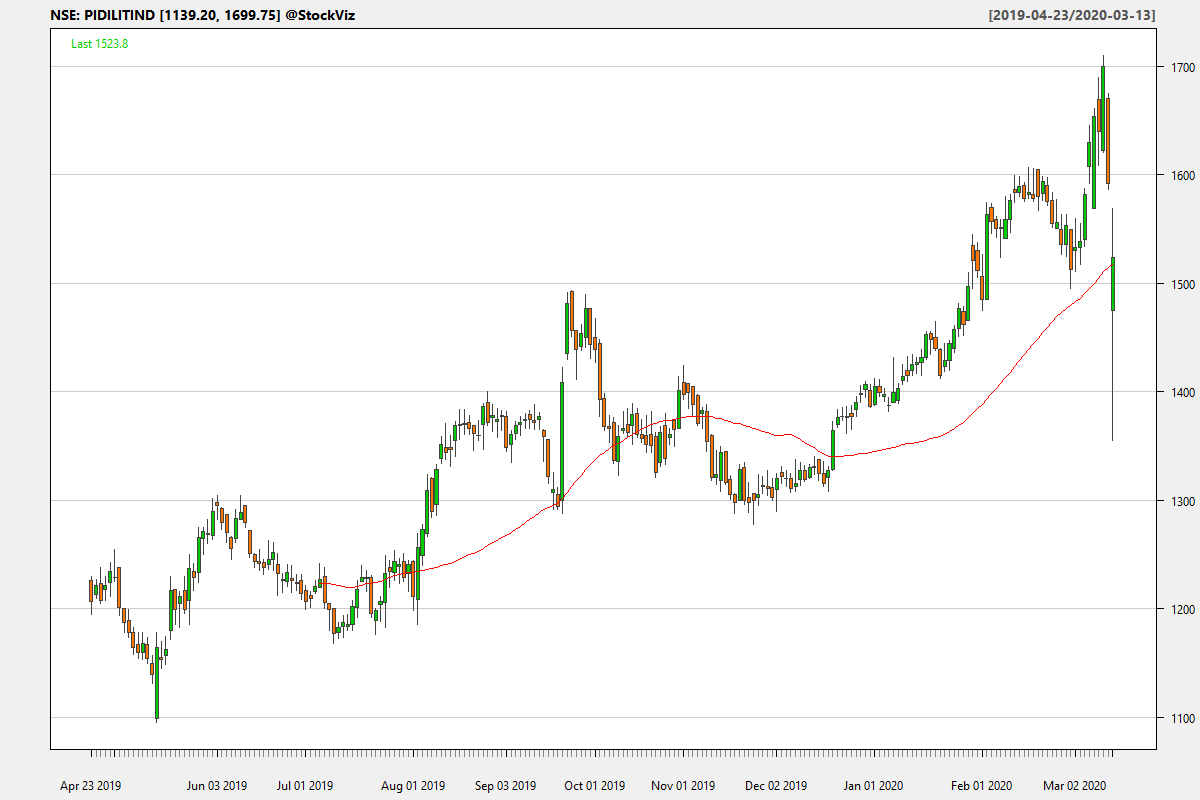 NSE: PIDILITIND [1139.20, 1699.75] @StockViz
[2019-04-23/2020-03-13]
Last 1523.8
1700
1600
1500
1400
1300
1200
1100
Apr 23 2019 Jun 03 2019 Jul 01 2019 Aug 01 2019 Sep 03 2019 Oct 01 2019 Nov 01 2019 Dec 02 2019 Jan 01 2020 Feb 01 2020 Mar 02 2020